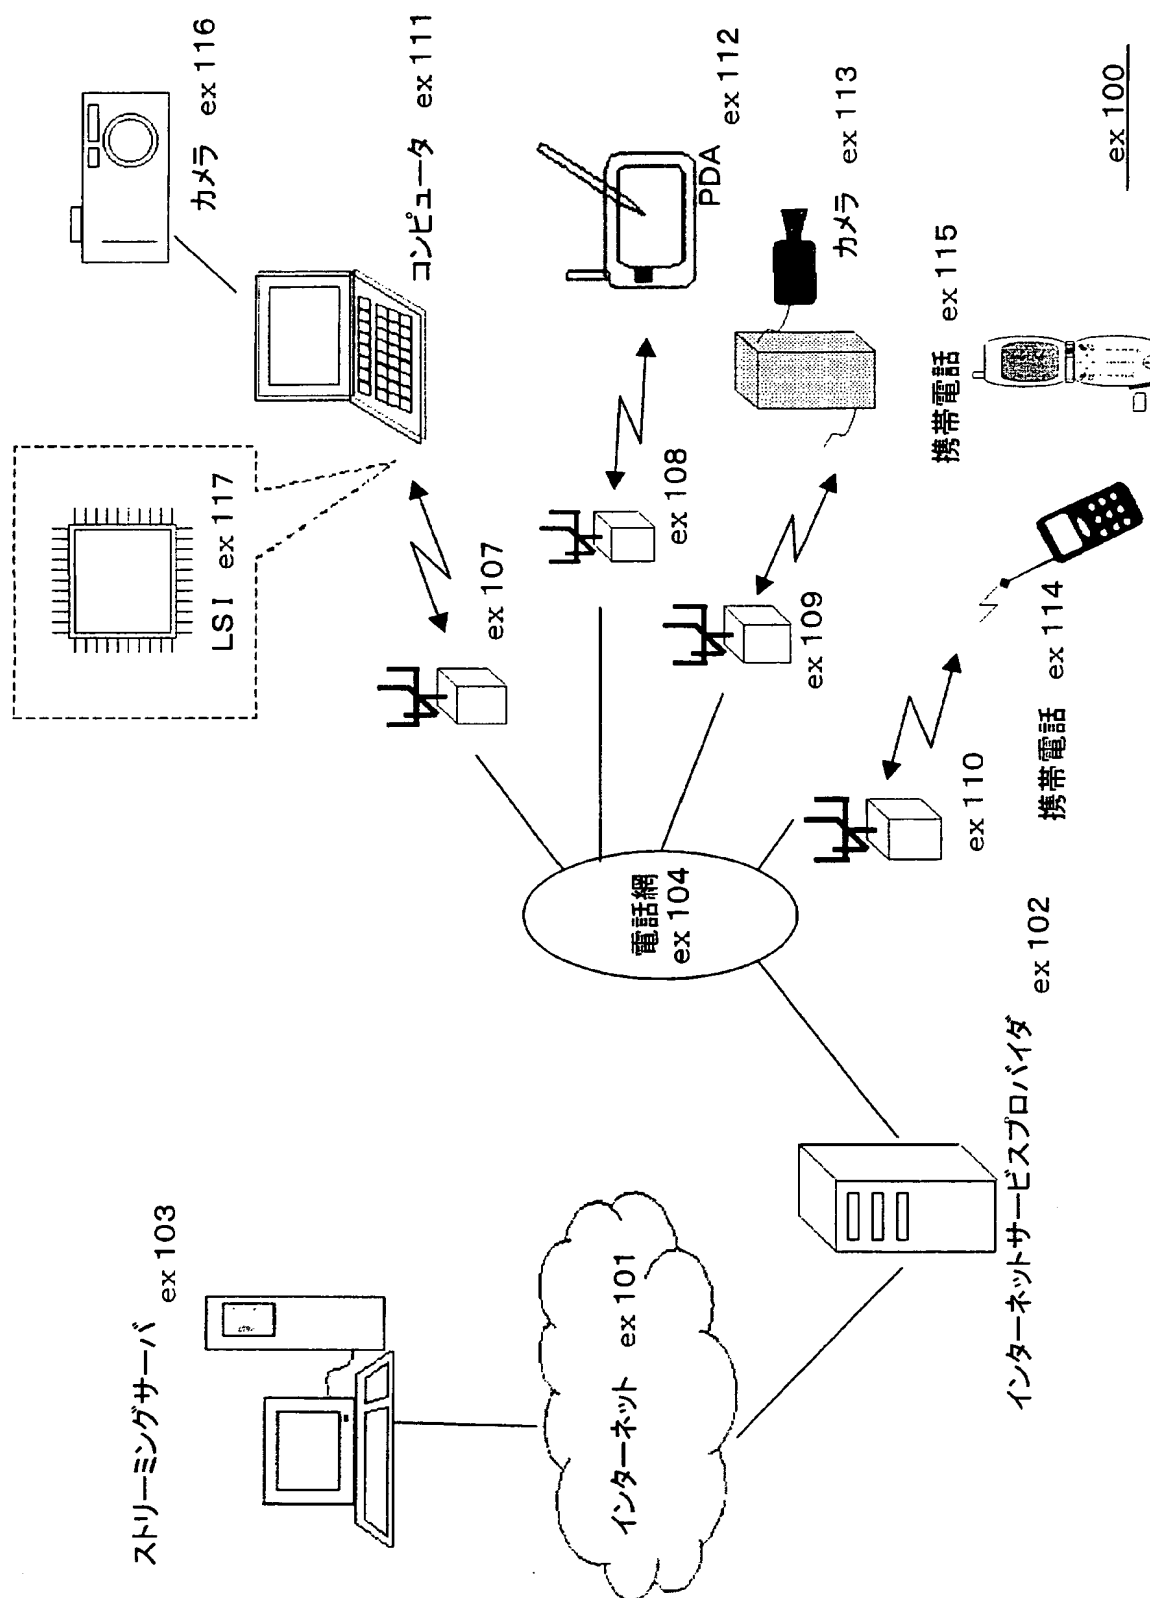 ストリーミングサーバ
ex 103
インターネット ex 101
インターネットサービスプロバイダ
ex 102
電話網
ex 104
LSI ex 117
ex 107
ex 108
ex 109
ex 110
カメラ ex 116
コンピュータ ex 111
PDA
ex 112
カメラ ex 113
携帯電話 ex 114
携帯電話 ex 115
ex 100